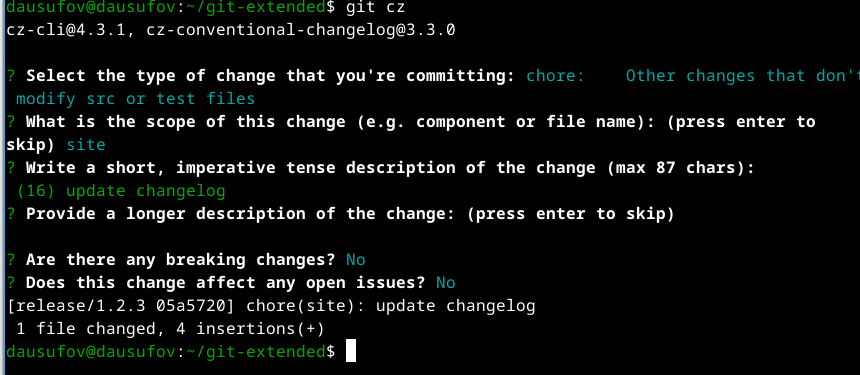 dausufov@dausufov:~/git-extended$ git cz
cz-cli@4.3.1, cz-conventional-changelog@3.3.0
? Select the type of change that you're committing: chore:    Other changes that don't
 modify src or test files
? What is the scope of this change (e.g. component or file name): (press enter to
skip) site
? Write a short, imperative tense description of the change (max 87 chars):
 (16) update changelog
? Provide a longer description of the change: (press enter to skip)
? Are there any breaking changes? No
? Does this change affect any open issues? No
[release/1.2.3 05a5720] chore(site): update changelog
 1 file changed, 4 insertions(+)
dausufov@dausufov:~/git-extended$